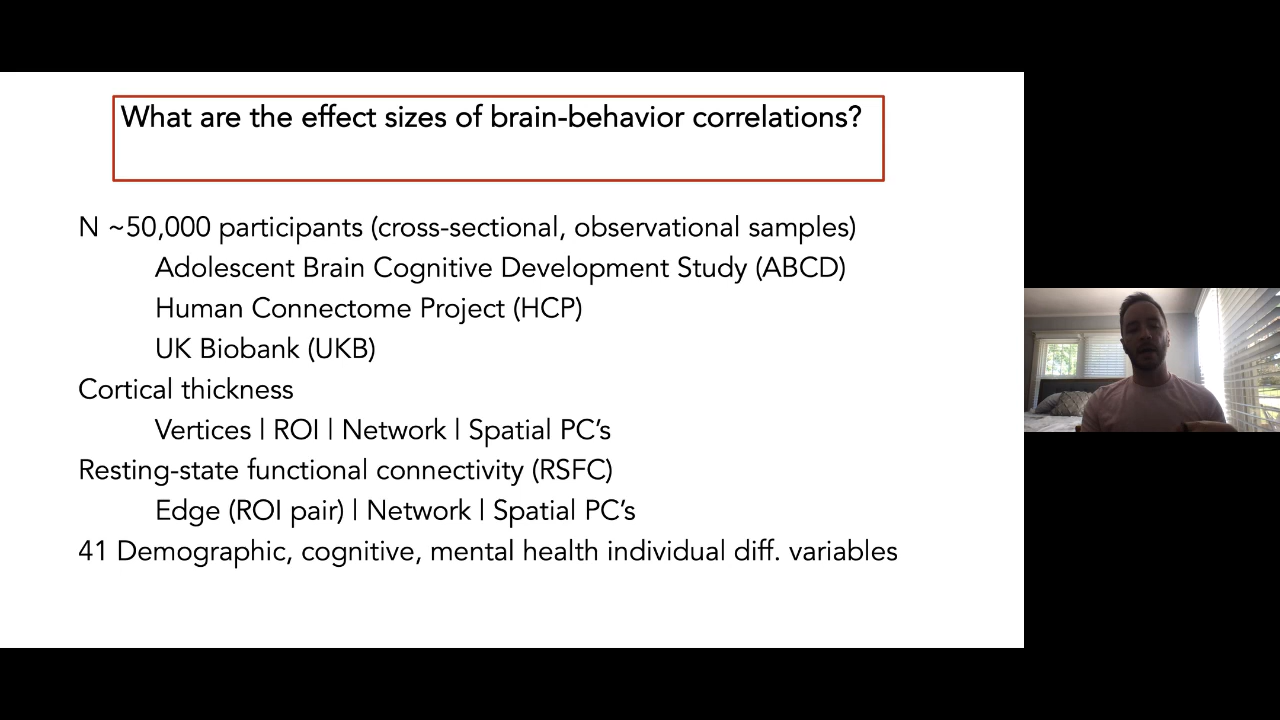 What are the effect sizes of brain-behavior correlations?
N ~50,000 participants (cross-sectional, observational samples)
Adolescent Brain Cognitive Development Study (ABCD)
Human Connectome Project (HCP)
UK Biobank (UKB)
Cortical thickness
Vertices | ROI | Network | Spatial PC’s
Resting-state functional connectivity (RSFC)
Edge (ROI pair) | Network | Spatial PC’s
41 Demographic, cognitive, mental health individual diff. variables